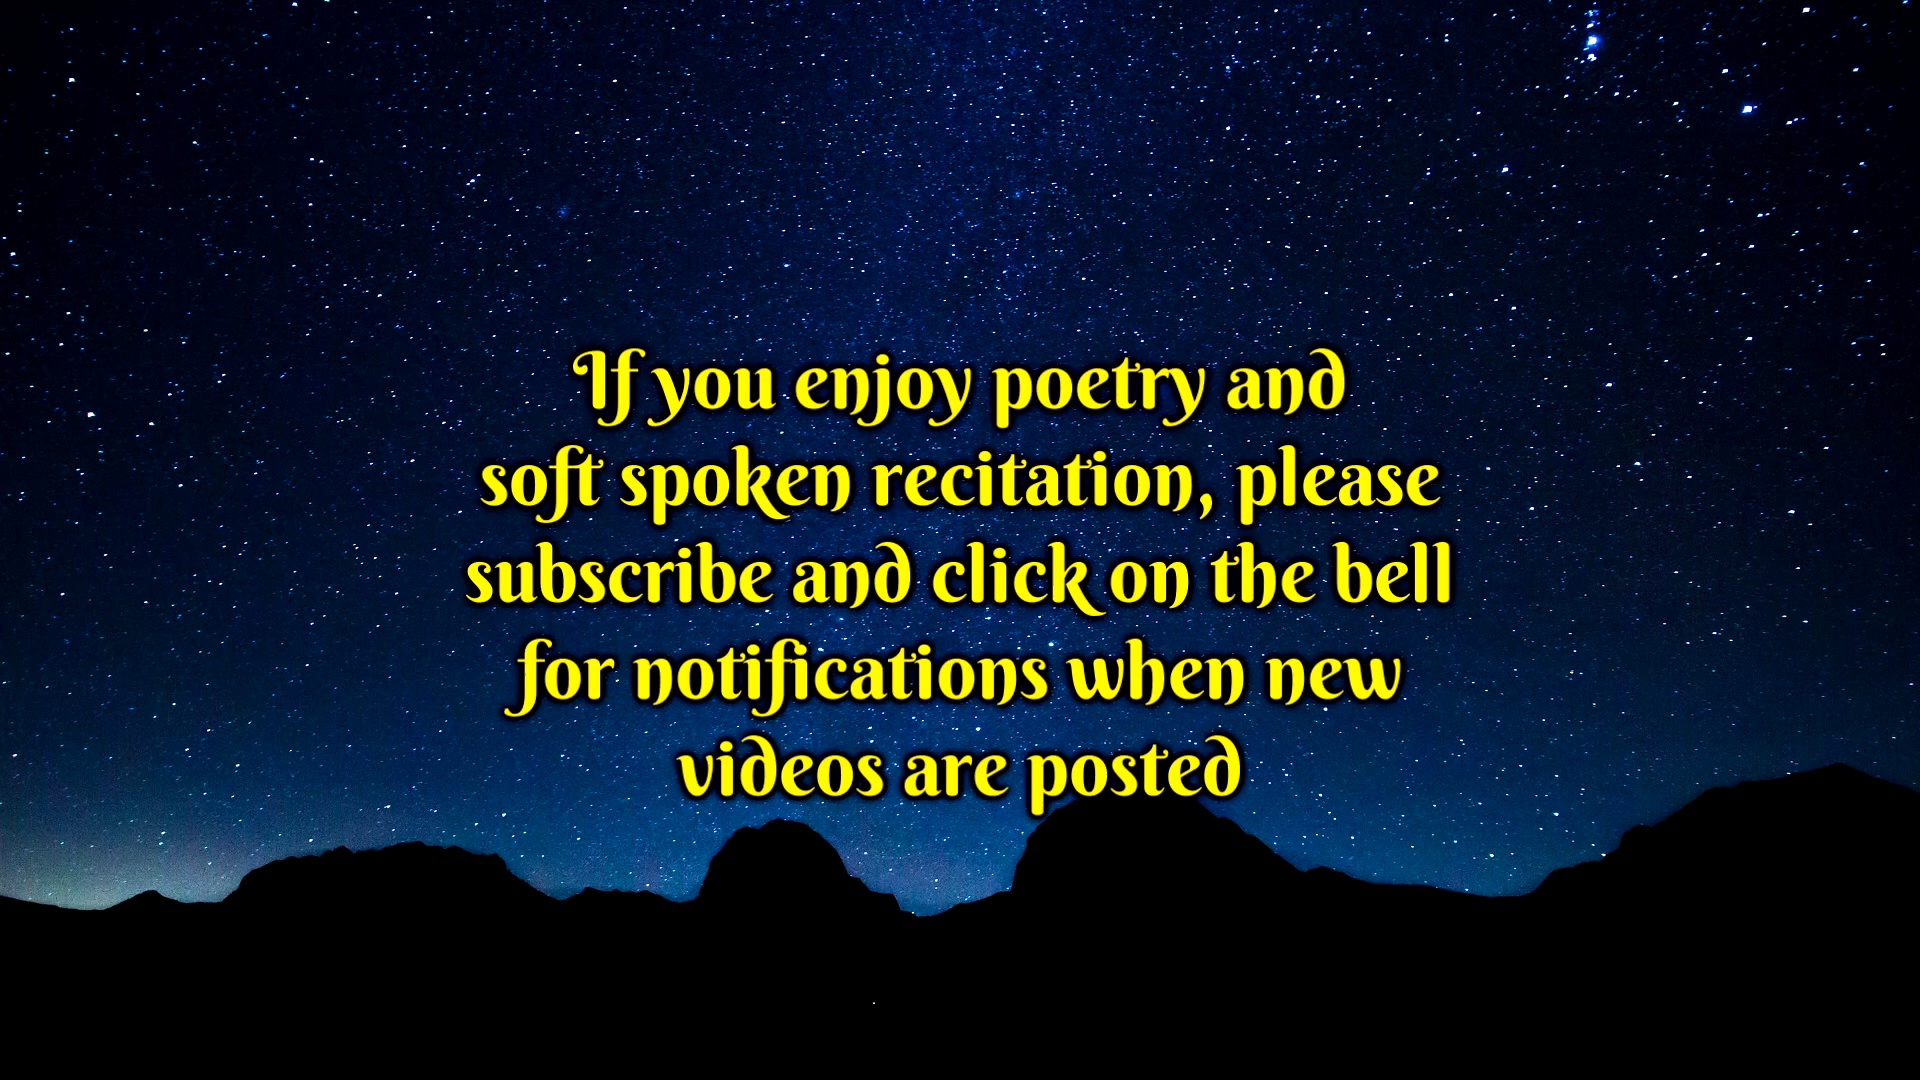 If you enjoy poetry and
soft spoken recitation, please
subscribe and click on the bell
for notifications when new
videos are posted